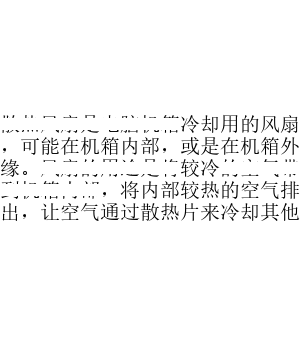 散热风扇是电脑机箱冷却用的风扇
，可能在机箱内部，或是在机箱外
缘。风扇的用途是将较冷的空气带
到机箱内部，将内部较热的空气排
出，让空气通过散热片来冷却其他